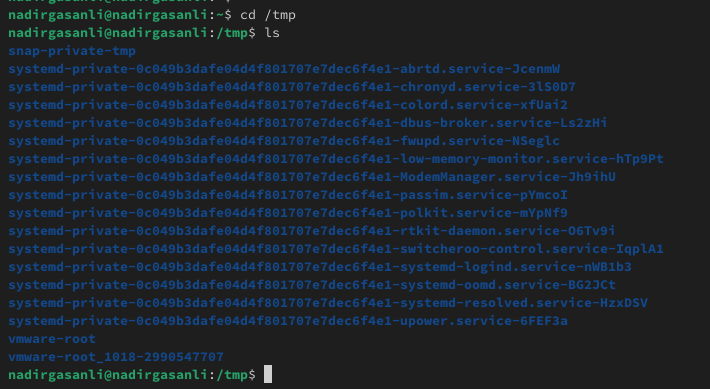 nadirgasanli@nadirgasanli:~$ cd /tmp
nadirgasanli@nadirgasanli:/tmp$ ls
snap-private-tmp
systemd-private-0c049b3dafe04d4f801707e7dec6f4e1-abrtd.service-JcenmW
systemd-private-0c049b3dafe04d4f801707e7dec6f4e1-chronyd.service-3lS0D7
systemd-private-0c049b3dafe04d4f801707e7dec6f4e1-colord.service-xfUai2
systemd-private-0c049b3dafe04d4f801707e7dec6f4e1-dbus-broker.service-Ls2zHi
systemd-private-0c049b3dafe04d4f801707e7dec6f4e1-fwupd.service-NSeglc
systemd-private-0c049b3dafe04d4f801707e7dec6f4e1-low-memory-monitor.service-hTp9Pt
systemd-private-0c049b3dafe04d4f801707e7dec6f4e1-ModemManager.service-Jh9ihU
systemd-private-0c049b3dafe04d4f801707e7dec6f4e1-passim.service-pYmcoI
systemd-private-0c049b3dafe04d4f801707e7dec6f4e1-polkit.service-mYpNf9
systemd-private-0c049b3dafe04d4f801707e7dec6f4e1-rtkit-daemon.service-O6Tv9i
systemd-private-0c049b3dafe04d4f801707e7dec6f4e1-switcheroo-control.service-IqplA1
systemd-private-0c049b3dafe04d4f801707e7dec6f4e1-systemd-logind.service-nWB1b3
systemd-private-0c049b3dafe04d4f801707e7dec6f4e1-systemd-oomd.service-BG2JCt
systemd-private-0c049b3dafe04d4f801707e7dec6f4e1-systemd-resolved.service-HzxDSV
systemd-private-0c049b3dafe04d4f801707e7dec6f4e1-upower.service-6FEF3a
vmware-root
vmware-root_1018-2990547707
nadirgasanli@nadirgasanli:/tmp$